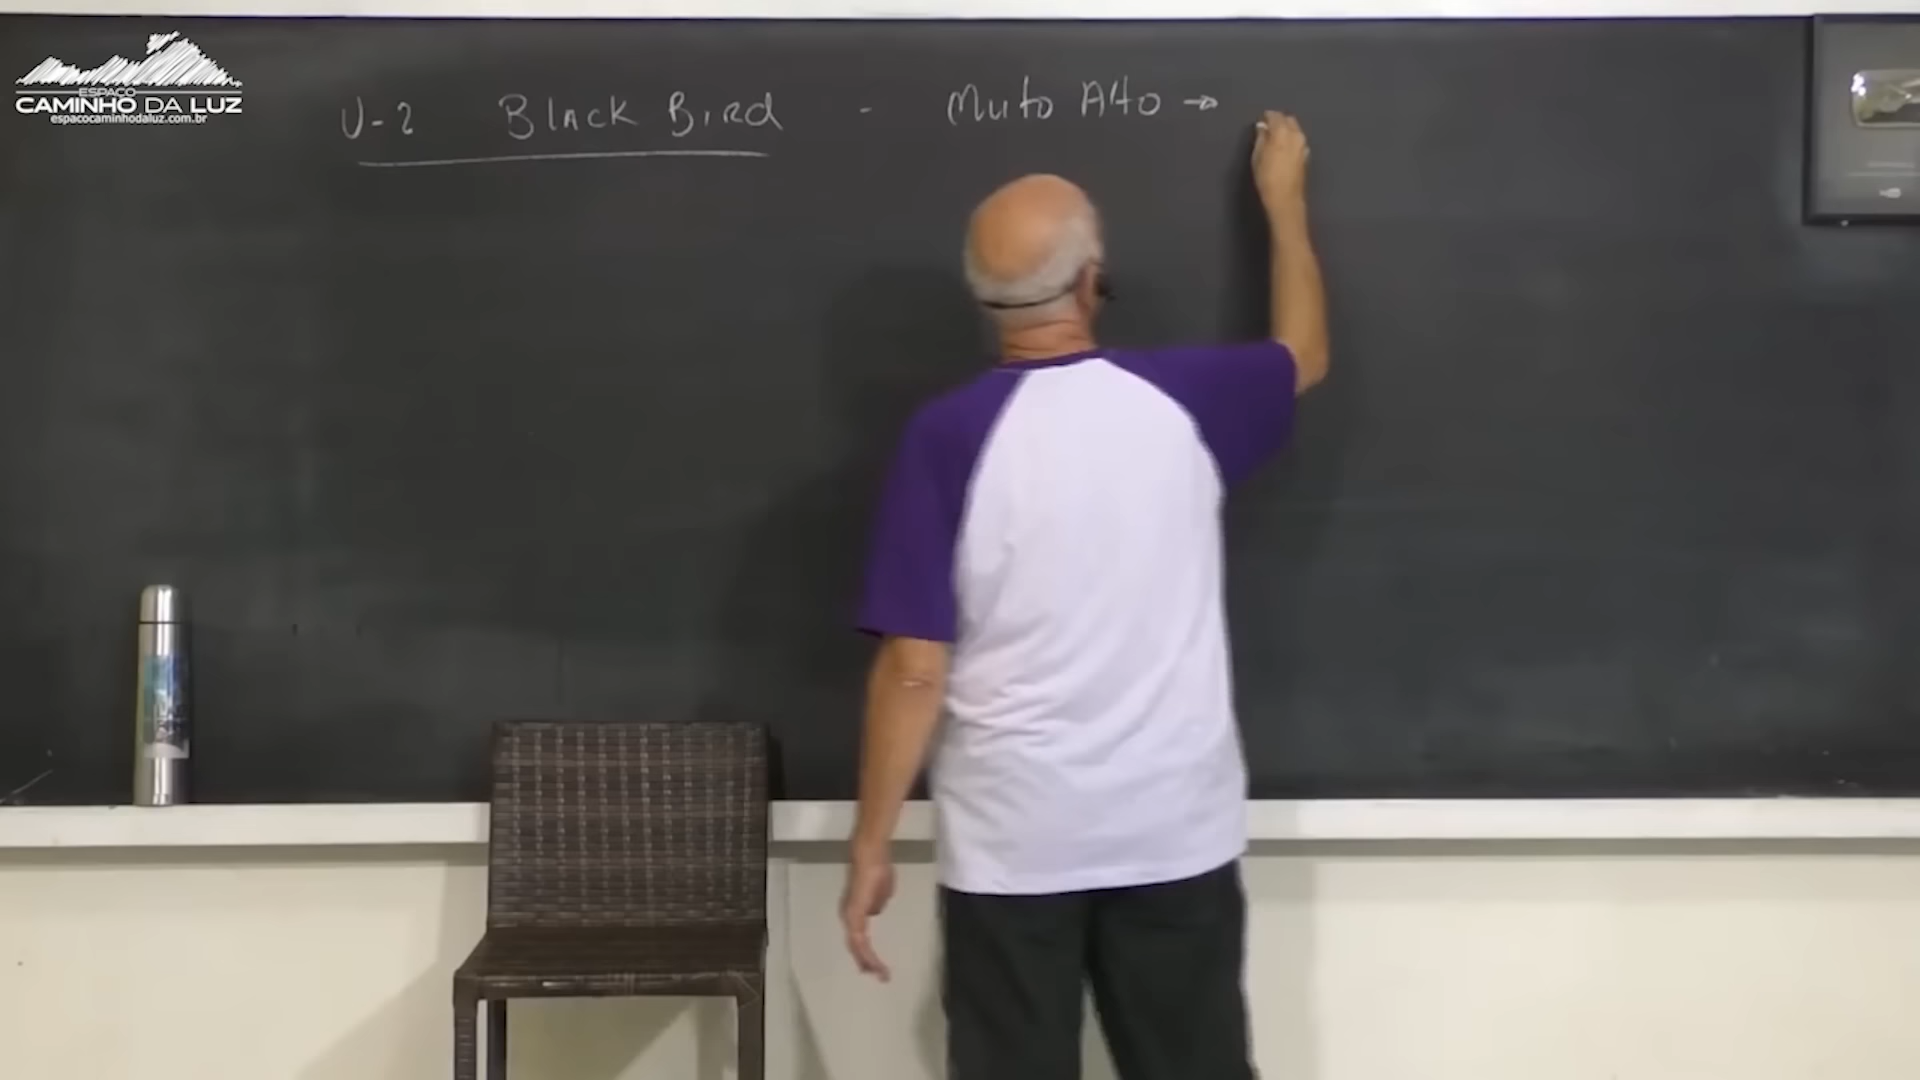 ESPAÇO
CAMINHO DA LUZ
espacocaminhodaluz.com.br
U-2 Black Bird - Muito Alto →